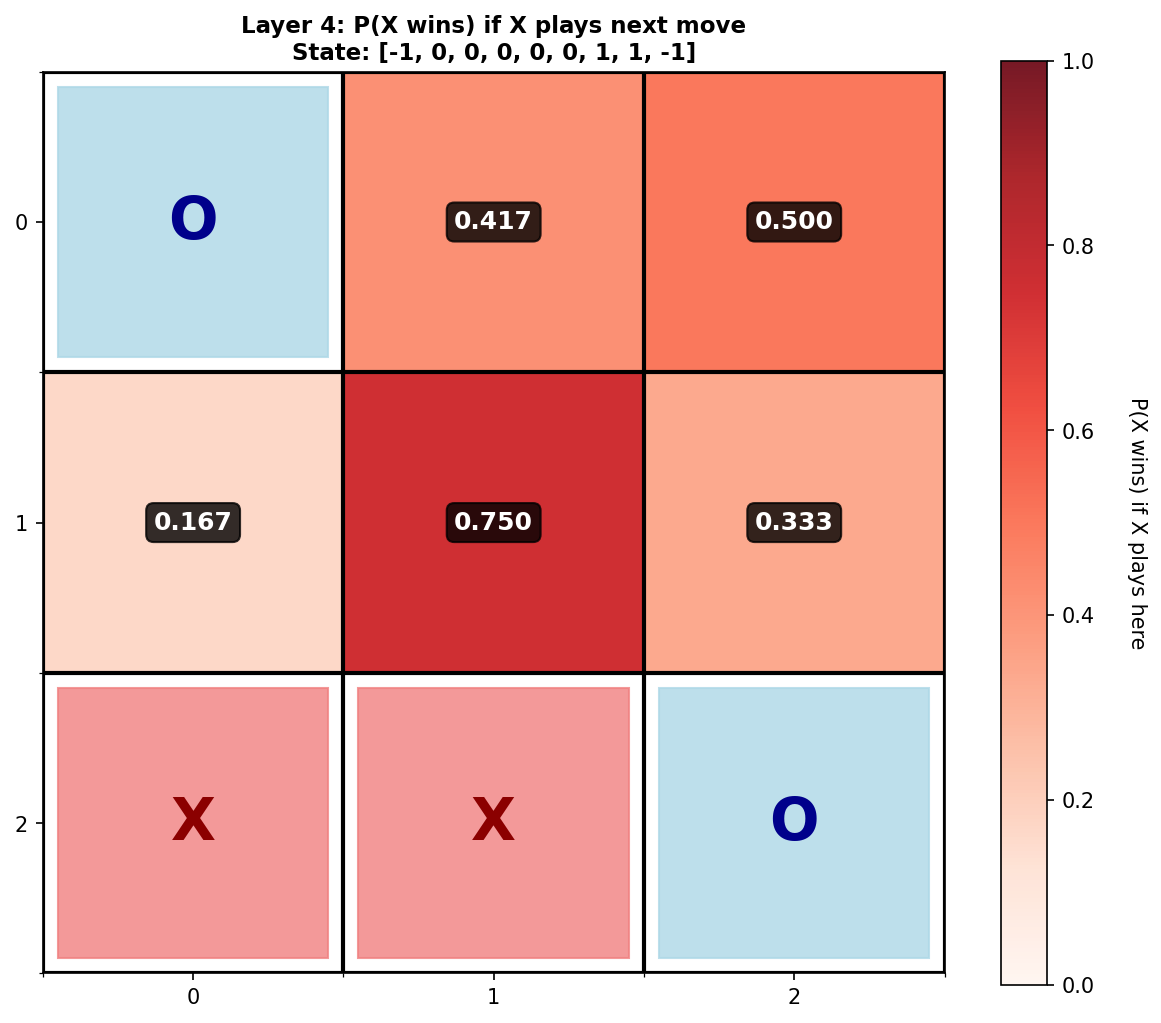 Layer 4: P(X wins) if X plays next move
State: [-1, 0, 0, 0, 0, 0, 1, 1, -1]
O 0.417 0.500
0.167 0.750 0.333
X X O
0
1
2
0 1 2
1.0
0.8
0.6
0.4
0.2
0.0
P(X wins) if X plays here